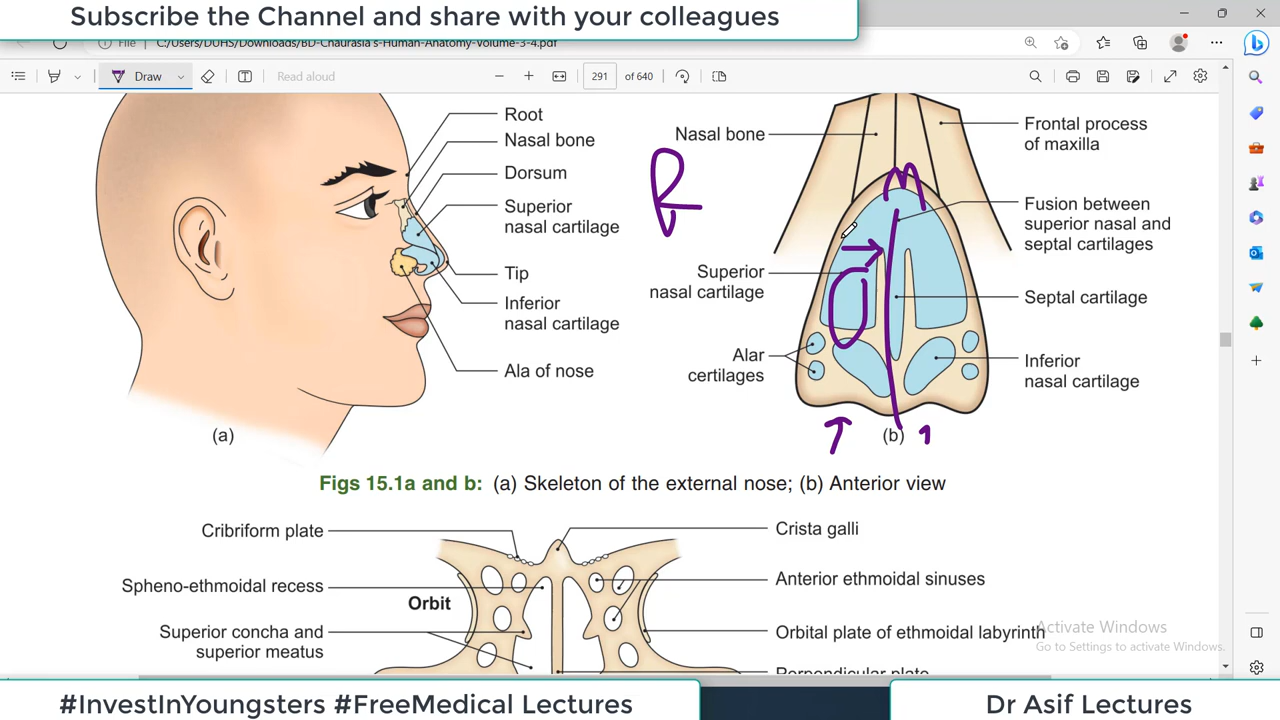 Subscribe the Channel and share with your colleagues
File
C:/Users/DUHS/Downloads/BD-Chaurasia's-Human-Anatomy-Volume-3-4.pdf
Draw
Read aloud
291
of 640
Root
Nasal bone
Dorsum
Superior
nasal cartilage
Tip
Inferior
nasal cartilage
Ala of nose
(a)
R
Nasal bone
Frontal process
of maxilla
Fusion between
superior nasal and
septal cartilages
Superior
nasal cartilage
Septal cartilage
Alar
certilages
Inferior
nasal cartilage
(b)
Figs 15.1a and b: (a) Skeleton of the external nose; (b) Anterior view
Cribriform plate
Crista galli
Spheno-ethmoidal recess
Anterior ethmoidal sinuses
Orbit
Superior concha and
superior meatus
Orbital plate of ethmoidal labyrinth
Perpendicular plate
Activate Windows
Go to Settings to activate Windows.
#InvestInYoungsters #FreeMedical Lectures
Dr Asif Lectures